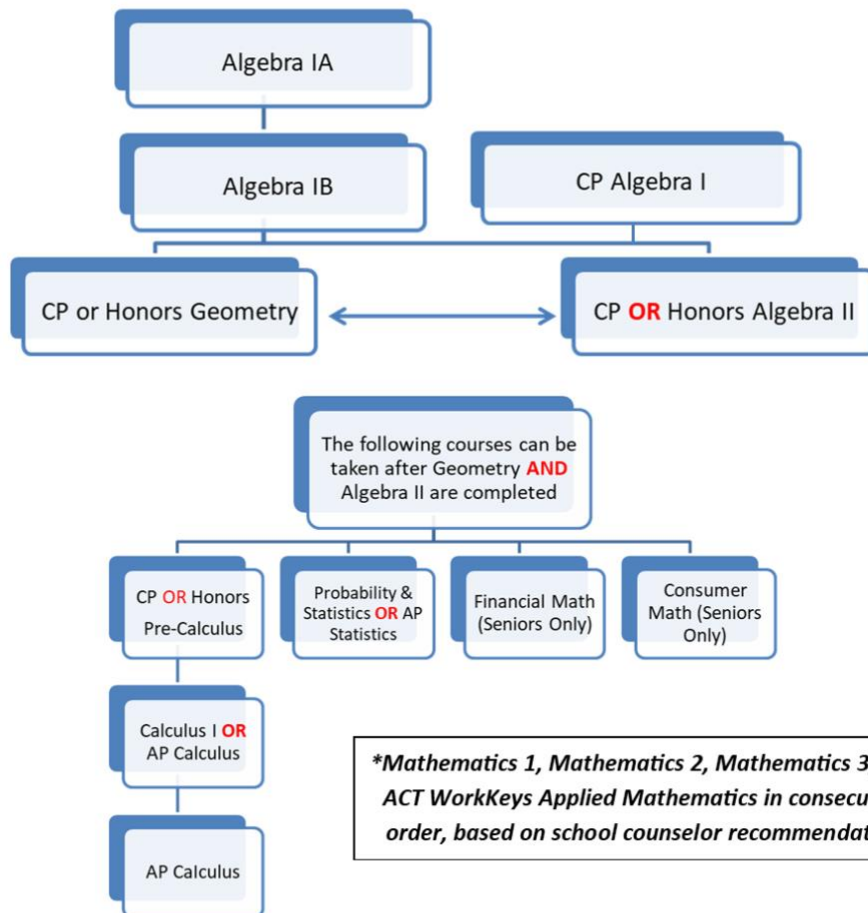 Algebra IA
Algebra IB
CP Algebra I
CP or Honors Geometry
CP OR Honors Algebra II
The following courses can be
taken after Geometry AND
Algebra II are completed
CP OR Honors
Pre-Calculus
Probability &
Statistics OR AP
Statistics
Financial Math
(Seniors Only)
Consumer
Math (Seniors
Only)
Calculus I OR
AP Calculus
AP Calculus
*Mathematics 1, Mathematics 2, Mathematics 3
ACT WorkKeys Applied Mathematics in
order, based on school counselor